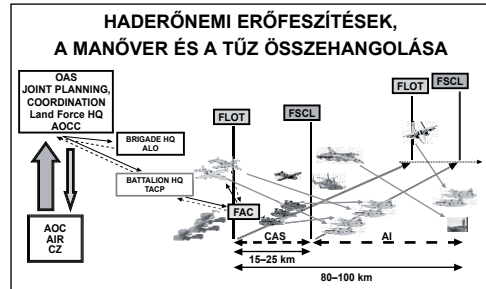 HADERŐNEMI ERŐFESZÍTÉSEK,
A MANŐVER ÉS A TŰZ ÖSSZEHANGOLÁSA
OAS
JOINT PLANNING,
COORDINATION
Land Force HQ
AOCC
BRIGADE HQ
ALO
BATTALION HQ
TACP
AOC
AIR
CZ
FLOT
FSCL
FLOT
FSCL
FAC
CAS
AI
15–25 km
80–100 km